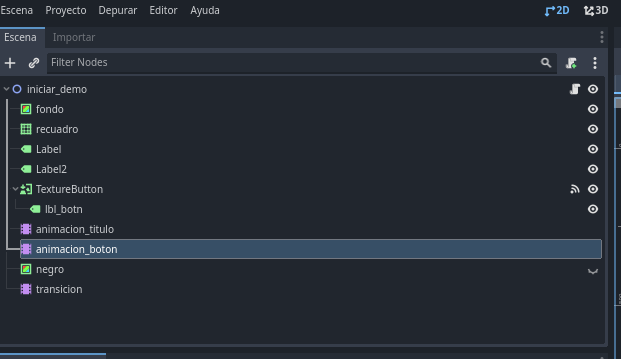 Escena Proyecto Depurar Editor Ayuda 2D 3D
Escena Importar
Filter Nodes
iniciar_demo
fondo
recuadro
Label
Label2
TextureButton
lbl_botn
animacion_titulo
animacion_boton
negro
transicion